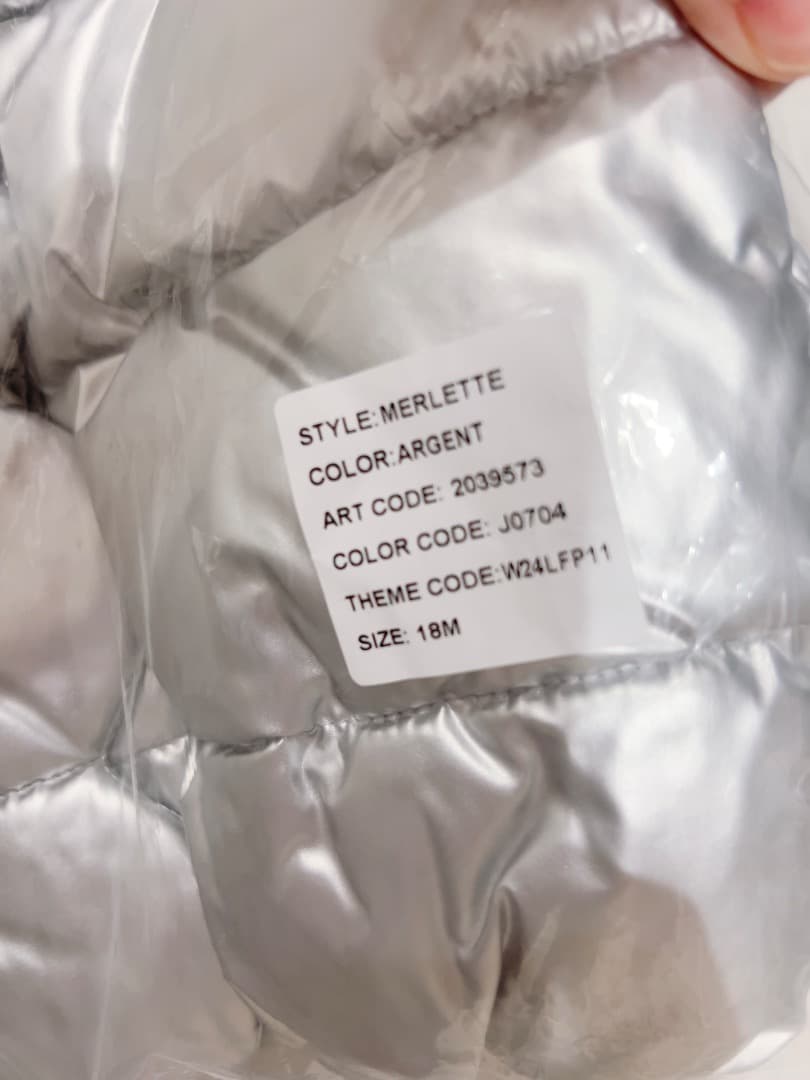 STYLE:MERLETTE
COLOR:ARGENT
ART CODE: 2039573
COLOR CODE: J0704
THEME CODE:W24LFP11
SIZE: 18M